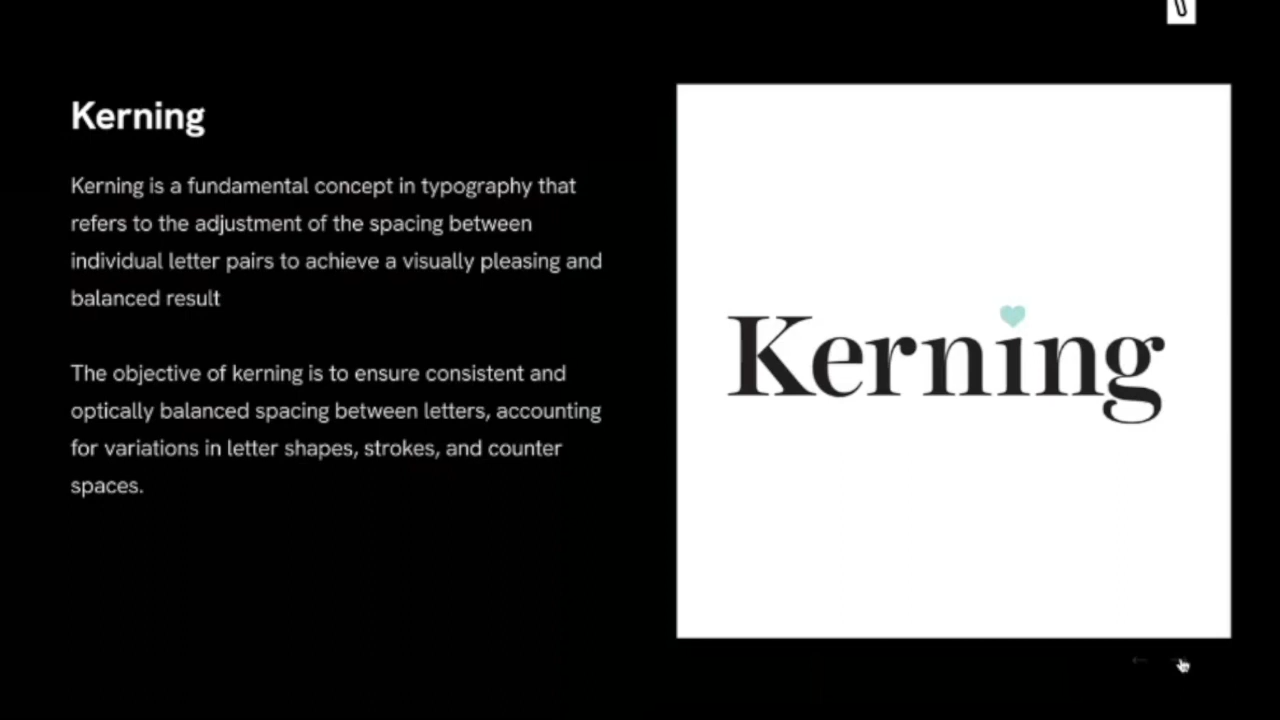 Kerning
Kerning is a fundamental concept in typography that
refers to the adjustment of the spacing between
individual letter pairs to achieve a visually pleasing and
balanced result
The objective of kerning is to ensure consistent and
optically balanced spacing between letters, accounting
for variations in letter shapes, strokes, and counter
spaces.
Kerning